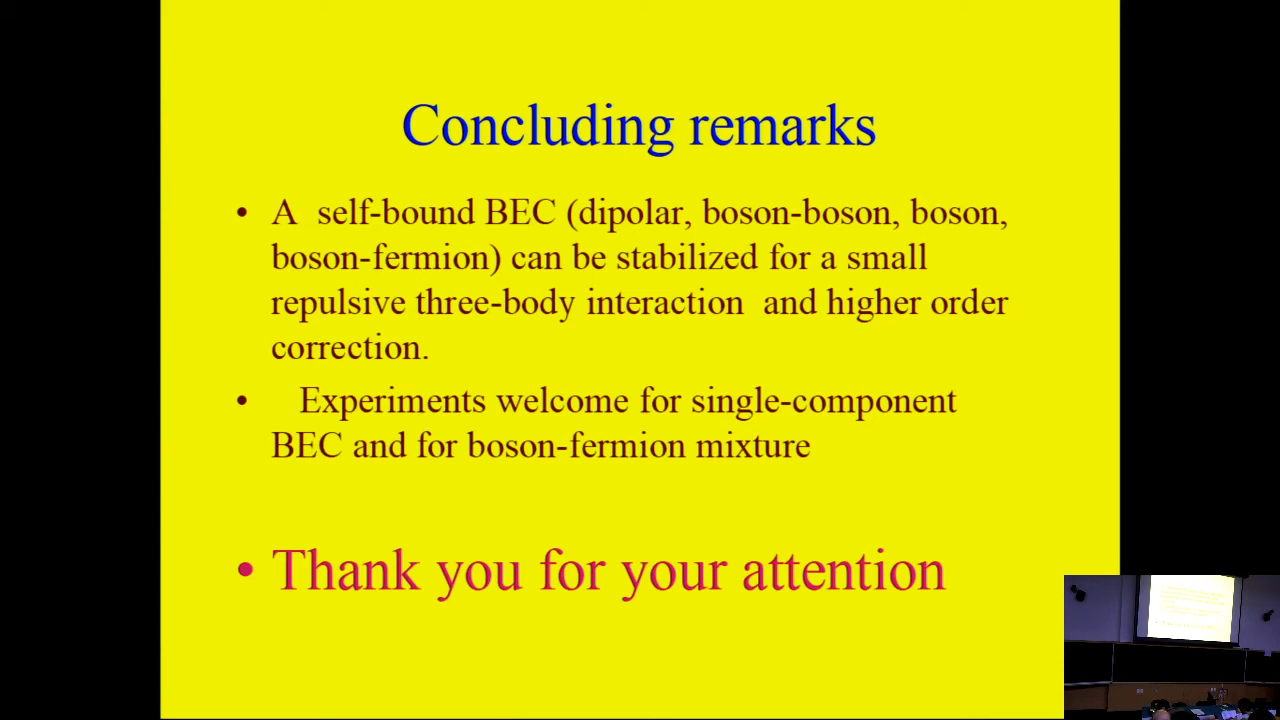 Concluding remarks
• A self-bound BEC (dipolar, boson-boson, boson,
boson-fermion) can be stabilized for a small
repulsive three-body interaction and higher order
correction.
• Experiments welcome for single-component
BEC and for boson-fermion mixture
• Thank you for your attention